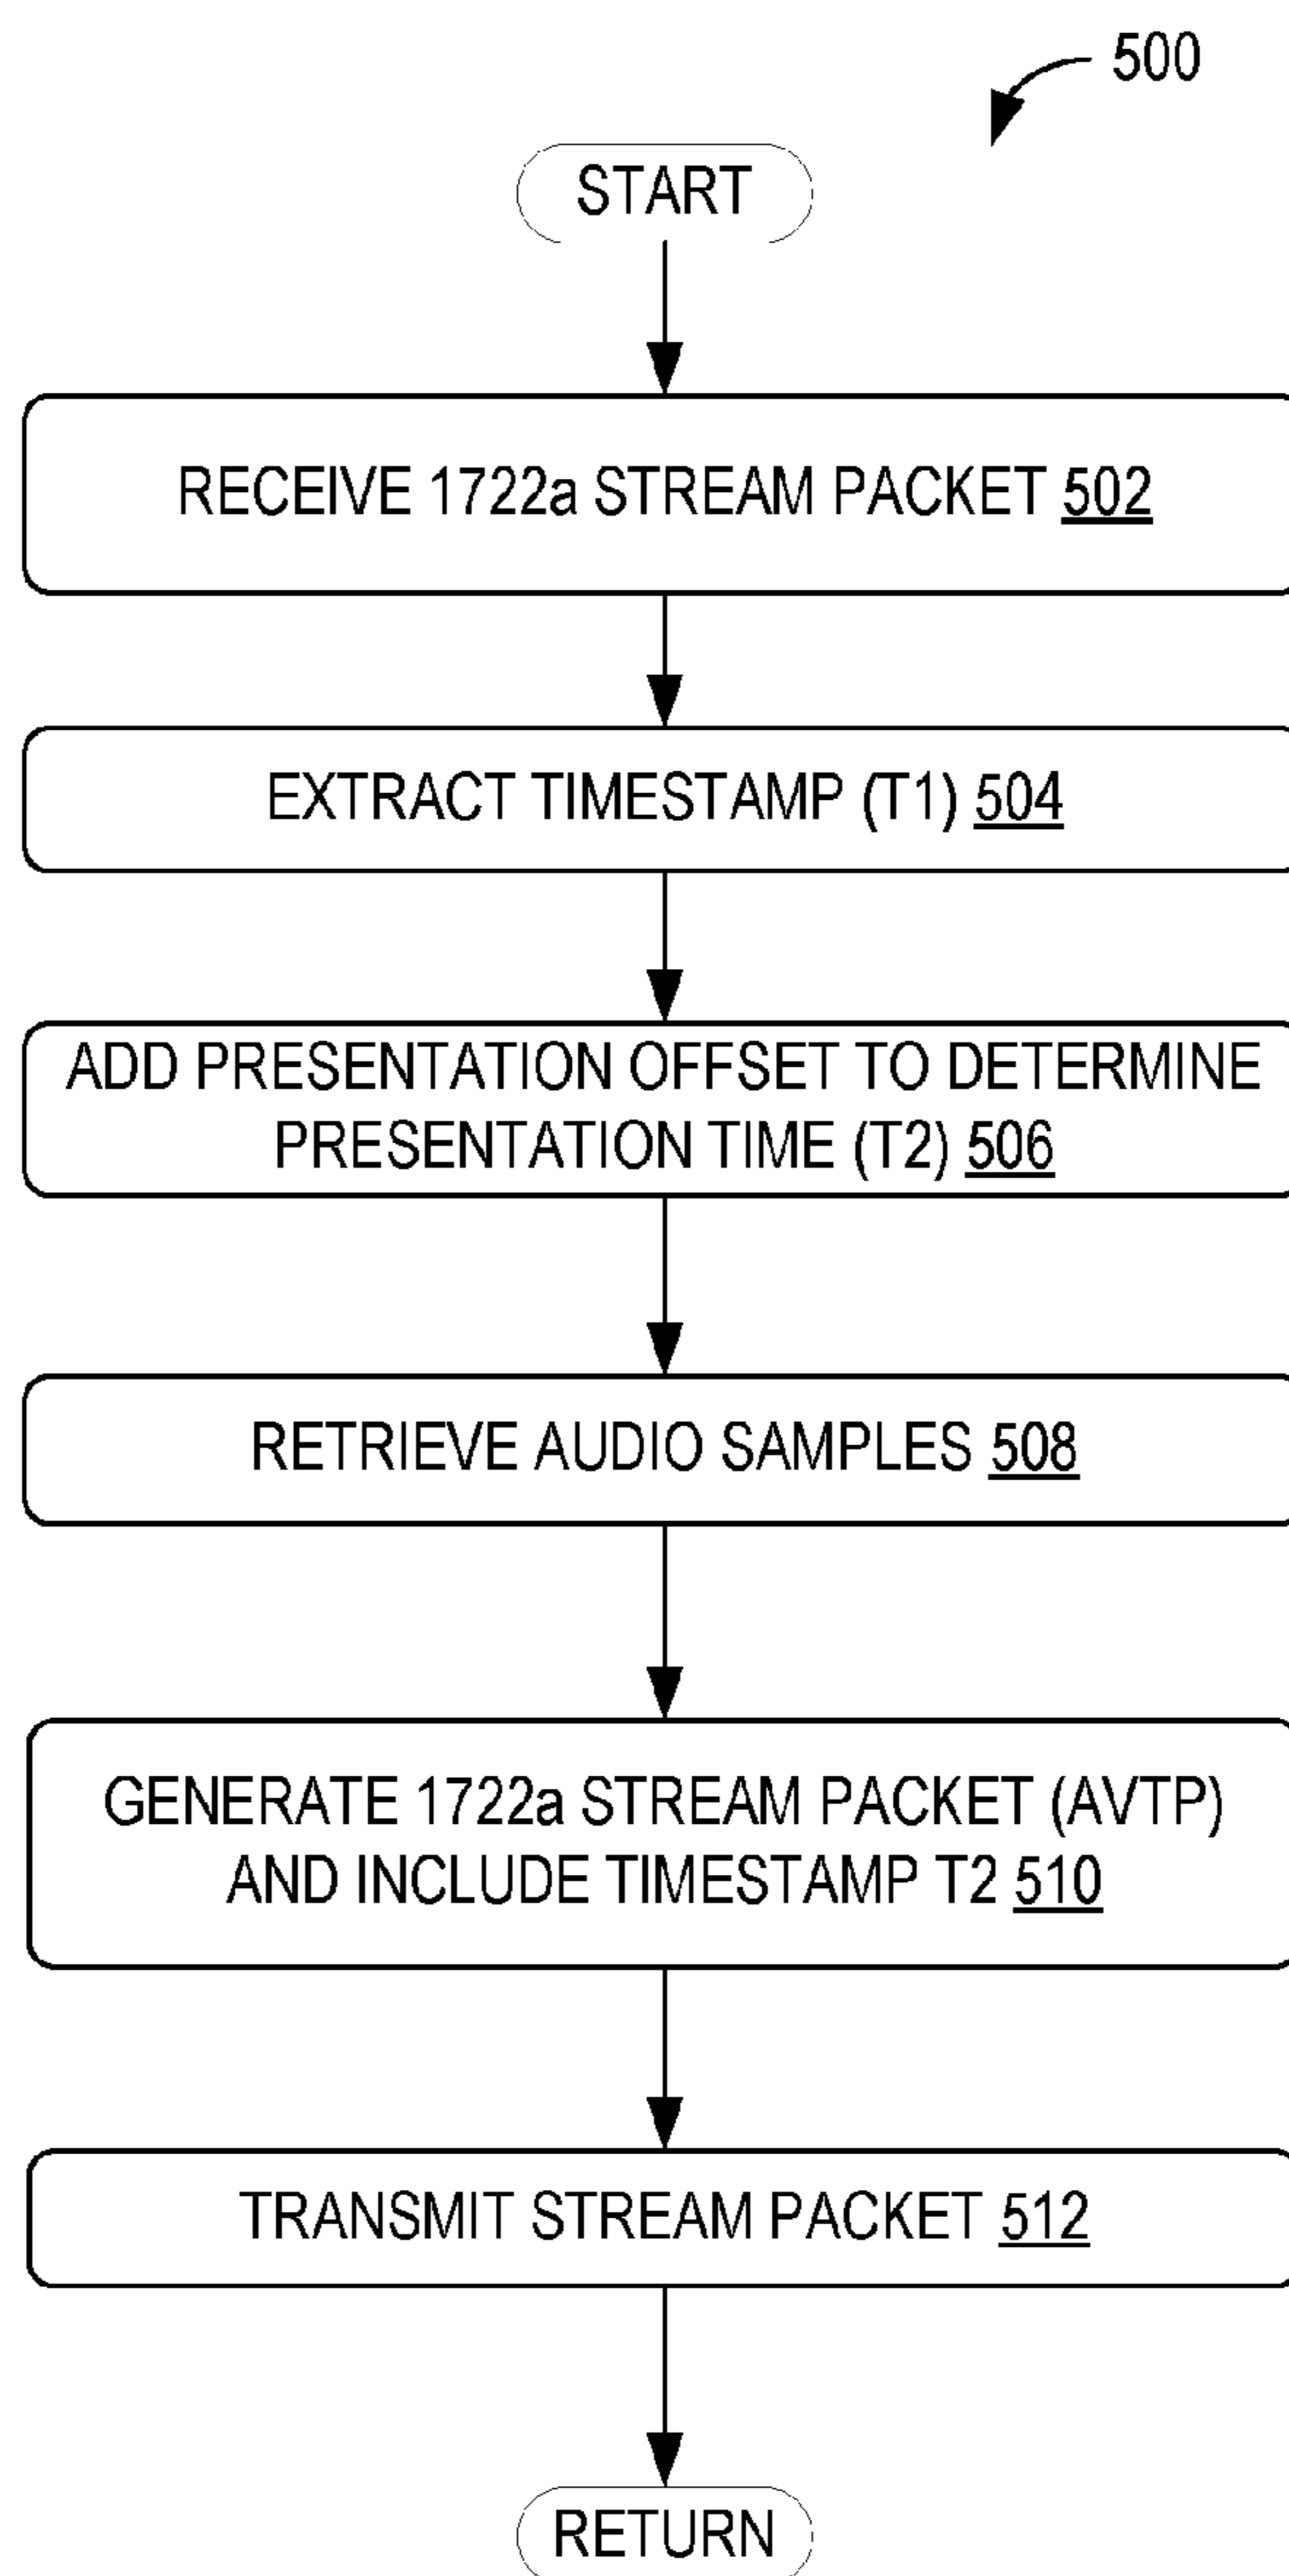 500
START
RECEIVE 1722a STREAM PACKET 502
EXTRACT TIMESTAMP (T1) 504
ADD PRESENTATION OFFSET TO DETERMINE
PRESENTATION TIME (T2) 506
RETRIEVE AUDIO SAMPLES 508
GENERATE 1722a STREAM PACKET (AVTP)
AND INCLUDE TIMESTAMP T2 510
TRANSMIT STREAM PACKET 512
RETURN